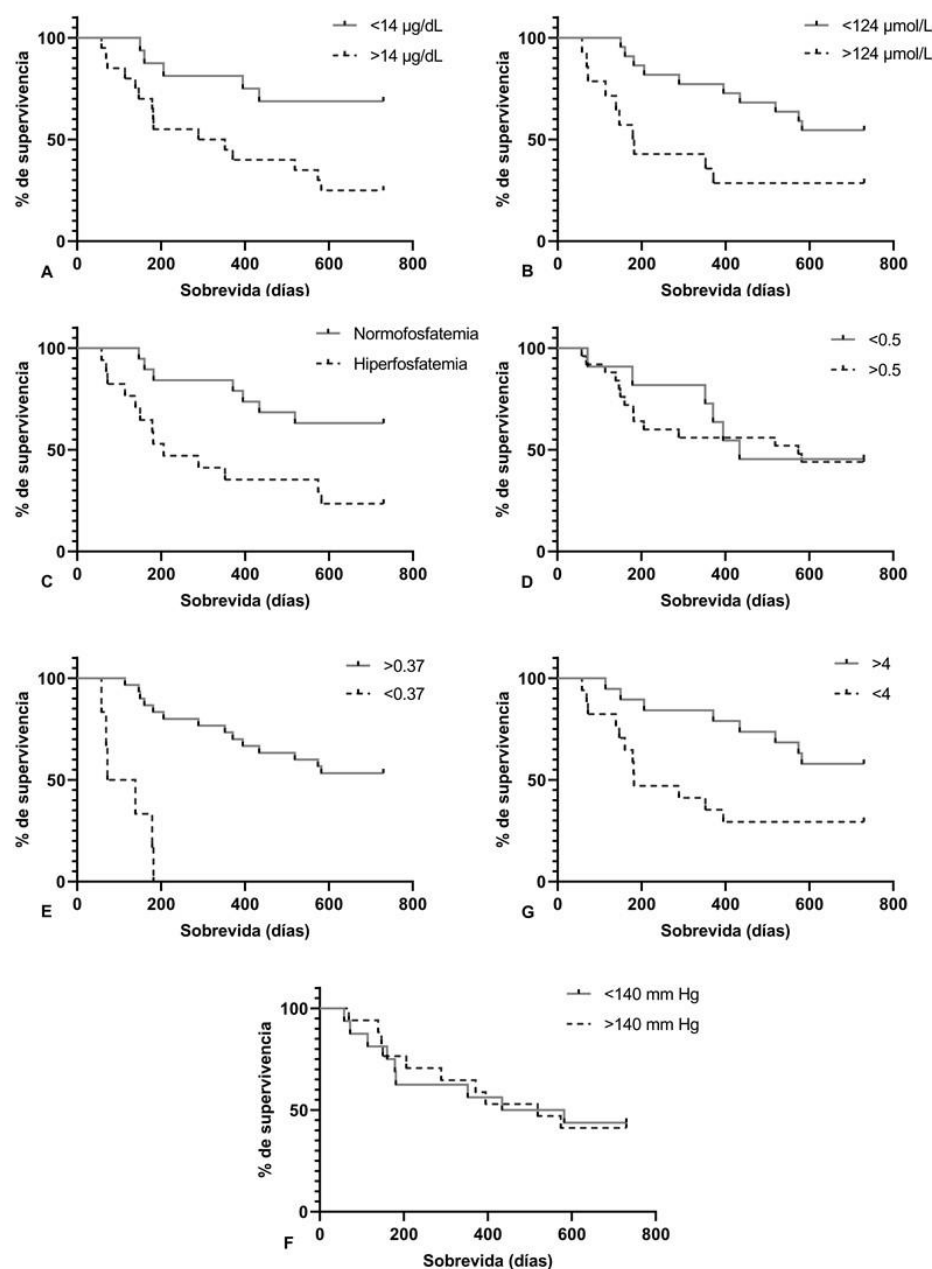 <14 µg/dL
>14 µg/dL
100
50
0
% de supervivencia
0 200 400 600 800
Sobrevida (días)
A
<124 µmol/L
>124 µmol/L
100
50
0
% de supervivencia
0 200 400 600 800
Sobrevida (días)
B
Normofosfatemia
Hiperfosfatemia
100
50
0
% de supervivencia
0 200 400 600 800
Sobrevida (días)
C
<0.5
>0.5
100
50
0
% de supervivencia
0 200 400 600 800
Sobrevida (días)
D
>0.37
<0.37
100
50
0
% de supervivencia
0 200 400 600 800
Sobrevida (días)
E
>4
<4
100
50
0
% de supervivencia
0 200 400 600 800
Sobrevida (días)
G
<140 mm Hg
>140 mm Hg
100
50
0
% de supervivencia
0 200 400 600 800
Sobrevida (días)
F